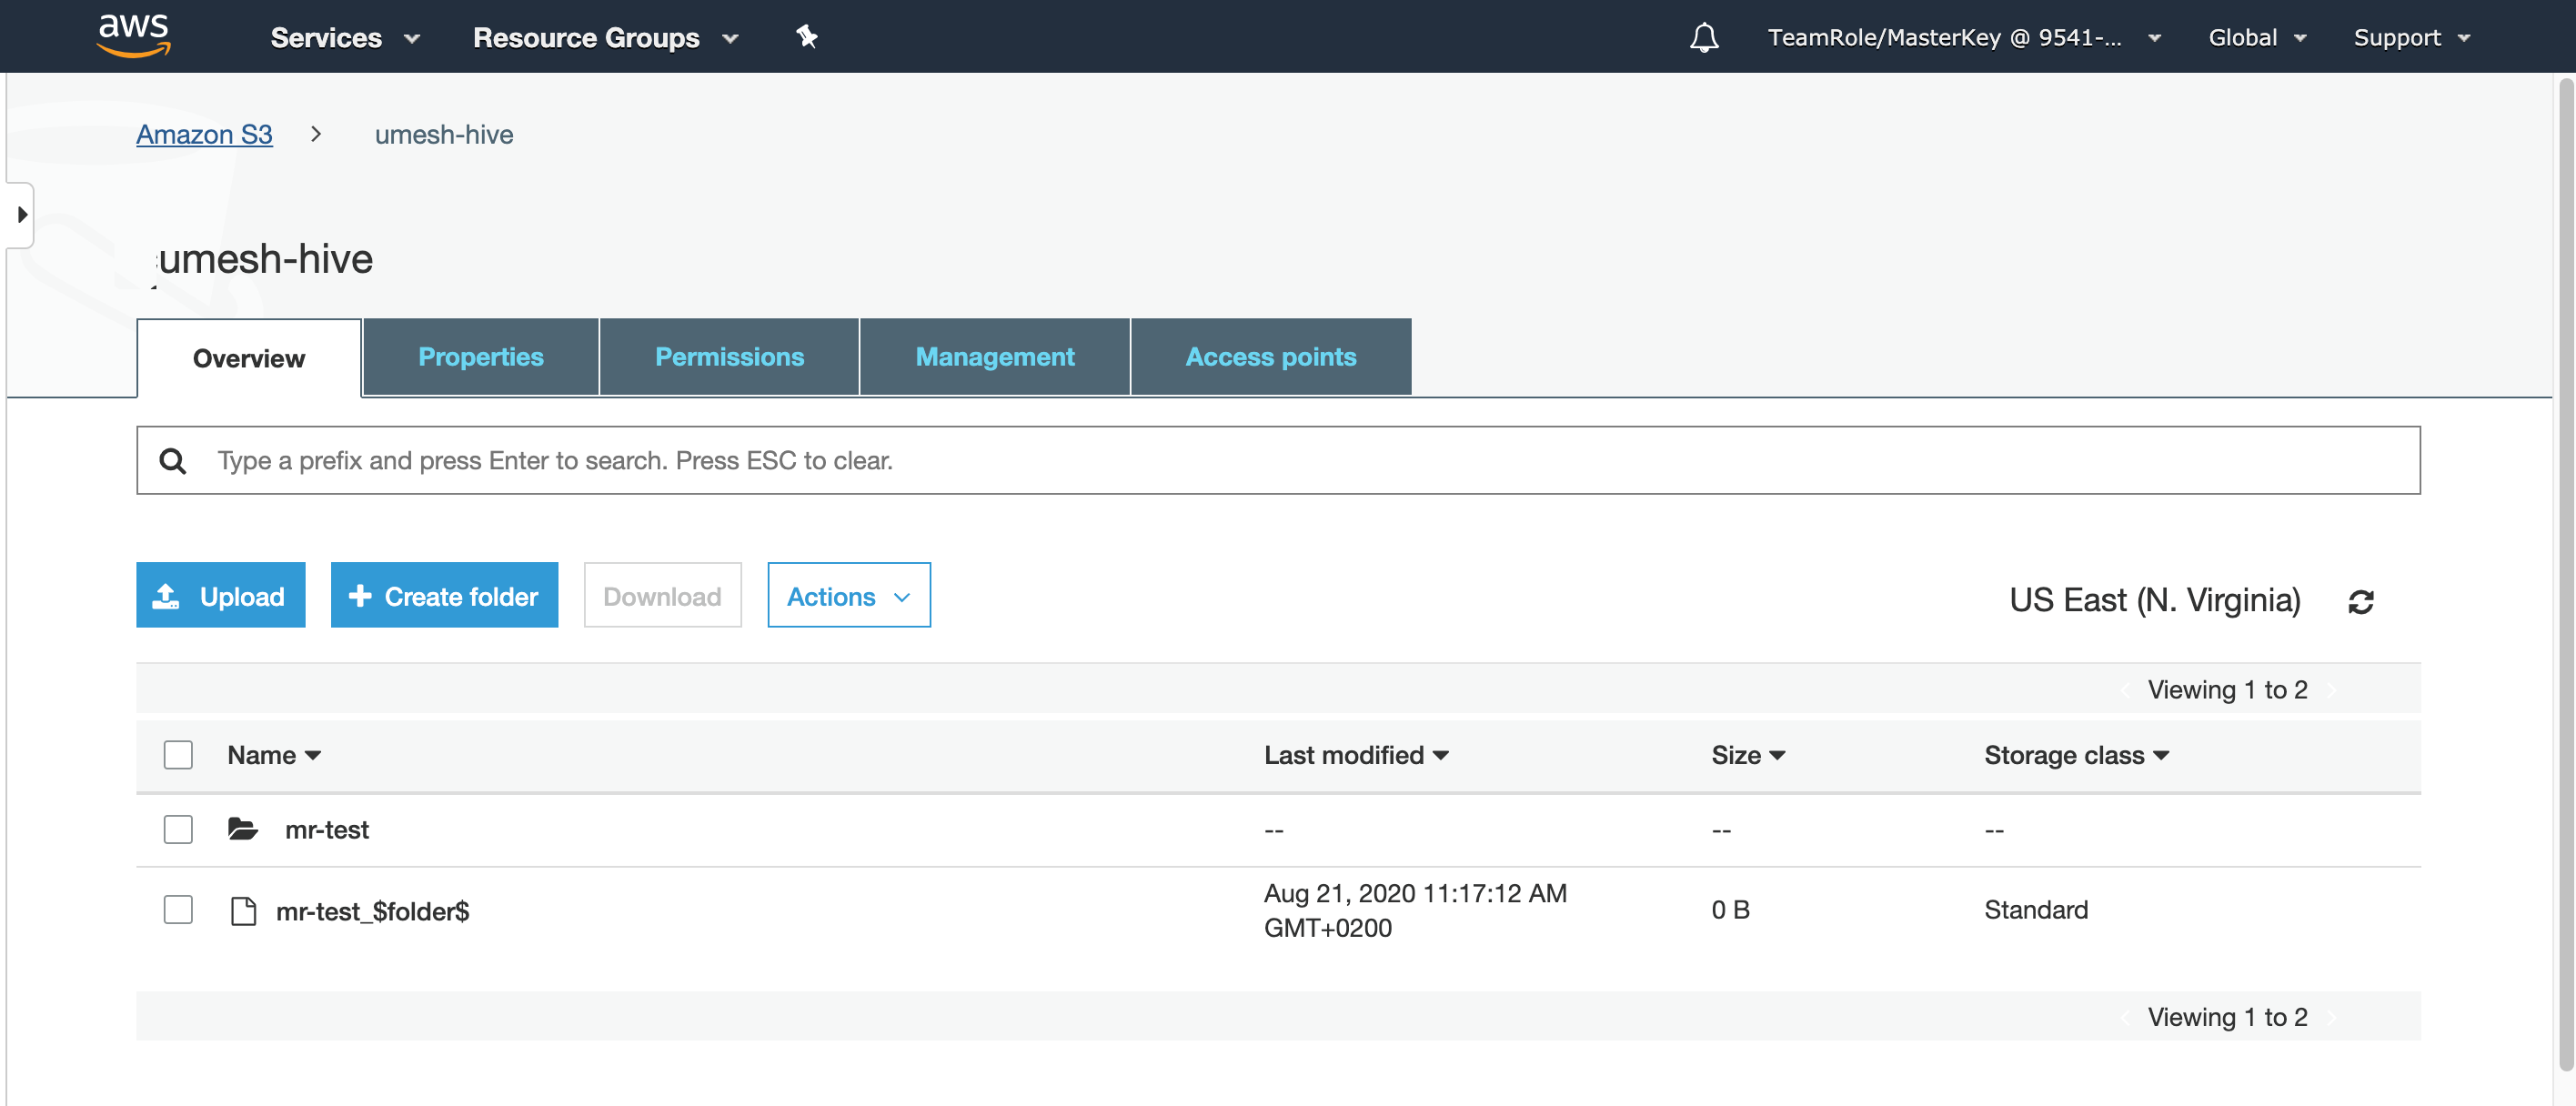 aws Services Resource Groups TeamRole/MasterKey @ 9541-... Global Support
Amazon S3 > umesh-hive
umesh-hive
Overview Properties Permissions Management Access points
Type a prefix and press Enter to search. Press ESC to clear.
Upload + Create folder Download Actions US East (N. Virginia)
Viewing 1 to 2
Name Last modified Size Storage class
mr-test -- -- --
mr-test_$folder$ Aug 21, 2020 11:17:12 AM 0 B Standard
GMT+0200
Viewing 1 to 2